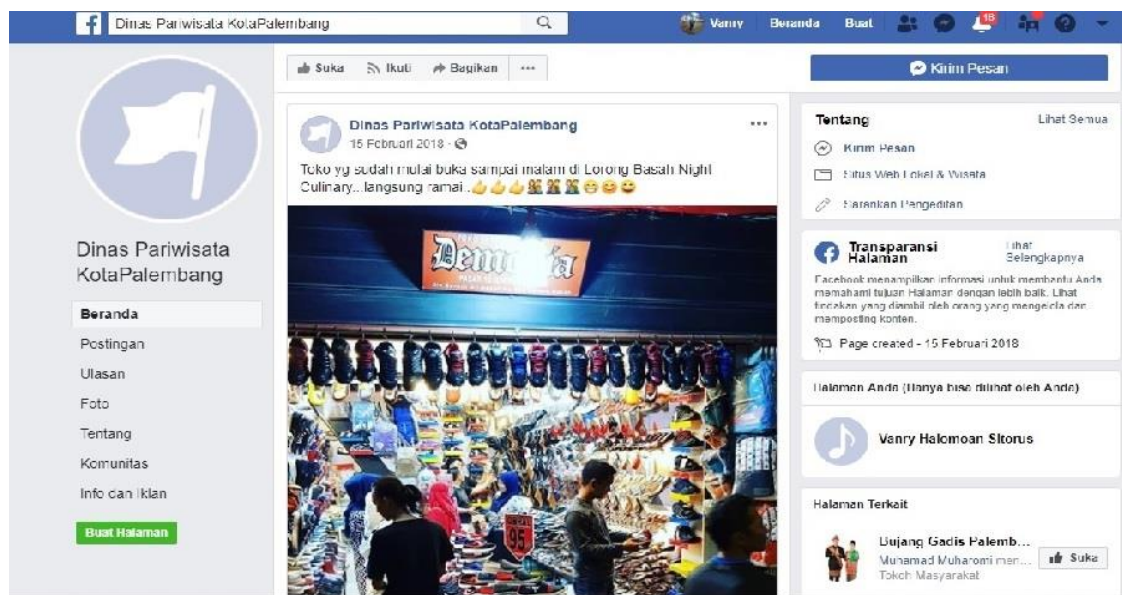 Dinas Pariwisata KotaPalembang
Vanry Beranda Buat 18
Suka Ikuti Bagikan
Kirim Pesan
Dinas Pariwisata KotaPalembang
15 Februari 2018
Toko yg sudah mulai buka sampai malam di Lorong Basah Night
Culinary...langsung ramai..👍👍👍
95
Dinas Pariwisata
KotaPalembang
Beranda
Postingan
Ulasan
Foto
Tentang
Komunitas
Info dan Iklan
Buat Halaman
Tentang Lihat Semua
Kirim Pesan
Situs Web Lokal & Wisata
Sarankan Pengeditan
Transparansi
Halaman
Lihat
Selengkapnya
Facebook menampilkan informasi untuk membantu Anda
memahami tujuan Halaman dengan lebih baik. Lihat
tindakan yang diambil oleh orang yang mengelola dan
memposting konten.
Page created - 15 Februari 2018
Halaman Anda (Hanya bisa dilihat oleh Anda)
Vanry Halomoan Sitorus
Halaman Terkait
Bujang Gadis Palemb...
Muhamad Muharomi men...
Tokoh Masyarakat
Suka